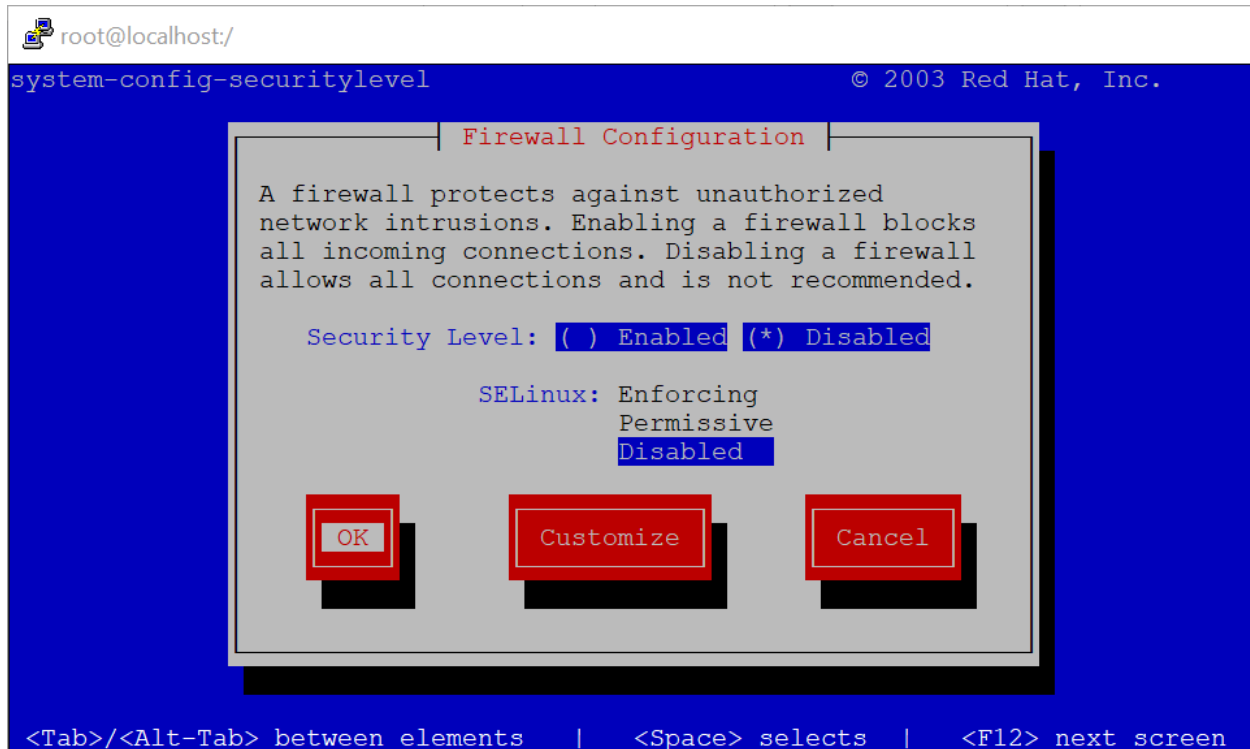 root@localhost:/
system-config-securitylevel © 2003 Red Hat, Inc.
Firewall Configuration
A firewall protects against unauthorized
network intrusions. Enabling a firewall blocks
all incoming connections. Disabling a firewall
allows all connections and is not recommended.
Security Level: ( ) Enabled (*) Disabled
SELinux: Enforcing
Permissive
Disabled
OK Customize Cancel
<Tab>/<Alt-Tab> between elements | <Space> selects | <F12> next screen